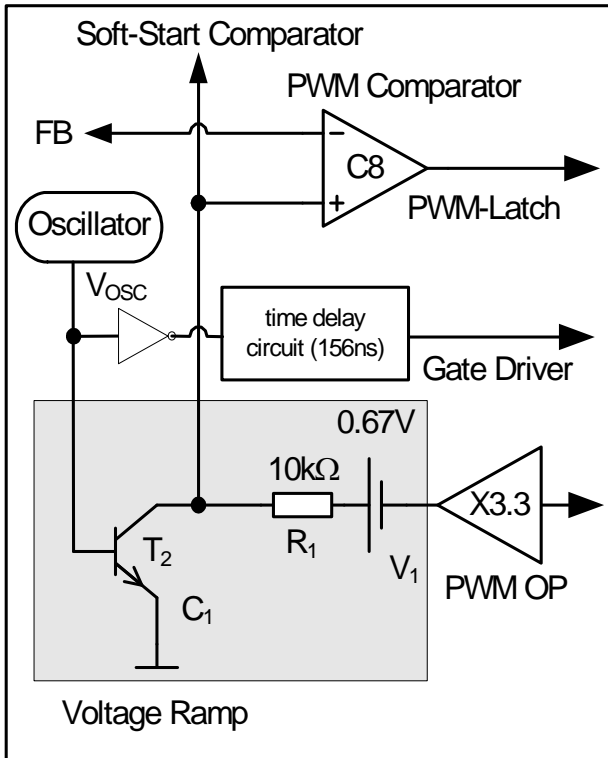 Soft-Start Comparator
PWM Comparator
FB
−
C8
+
PWM-Latch
Oscillator
VOSC
time delay
circuit (156ns)
Gate Driver
0.67V
10kΩ
X3.3
R1
T2
V1
PWM OP
C1
Voltage Ramp